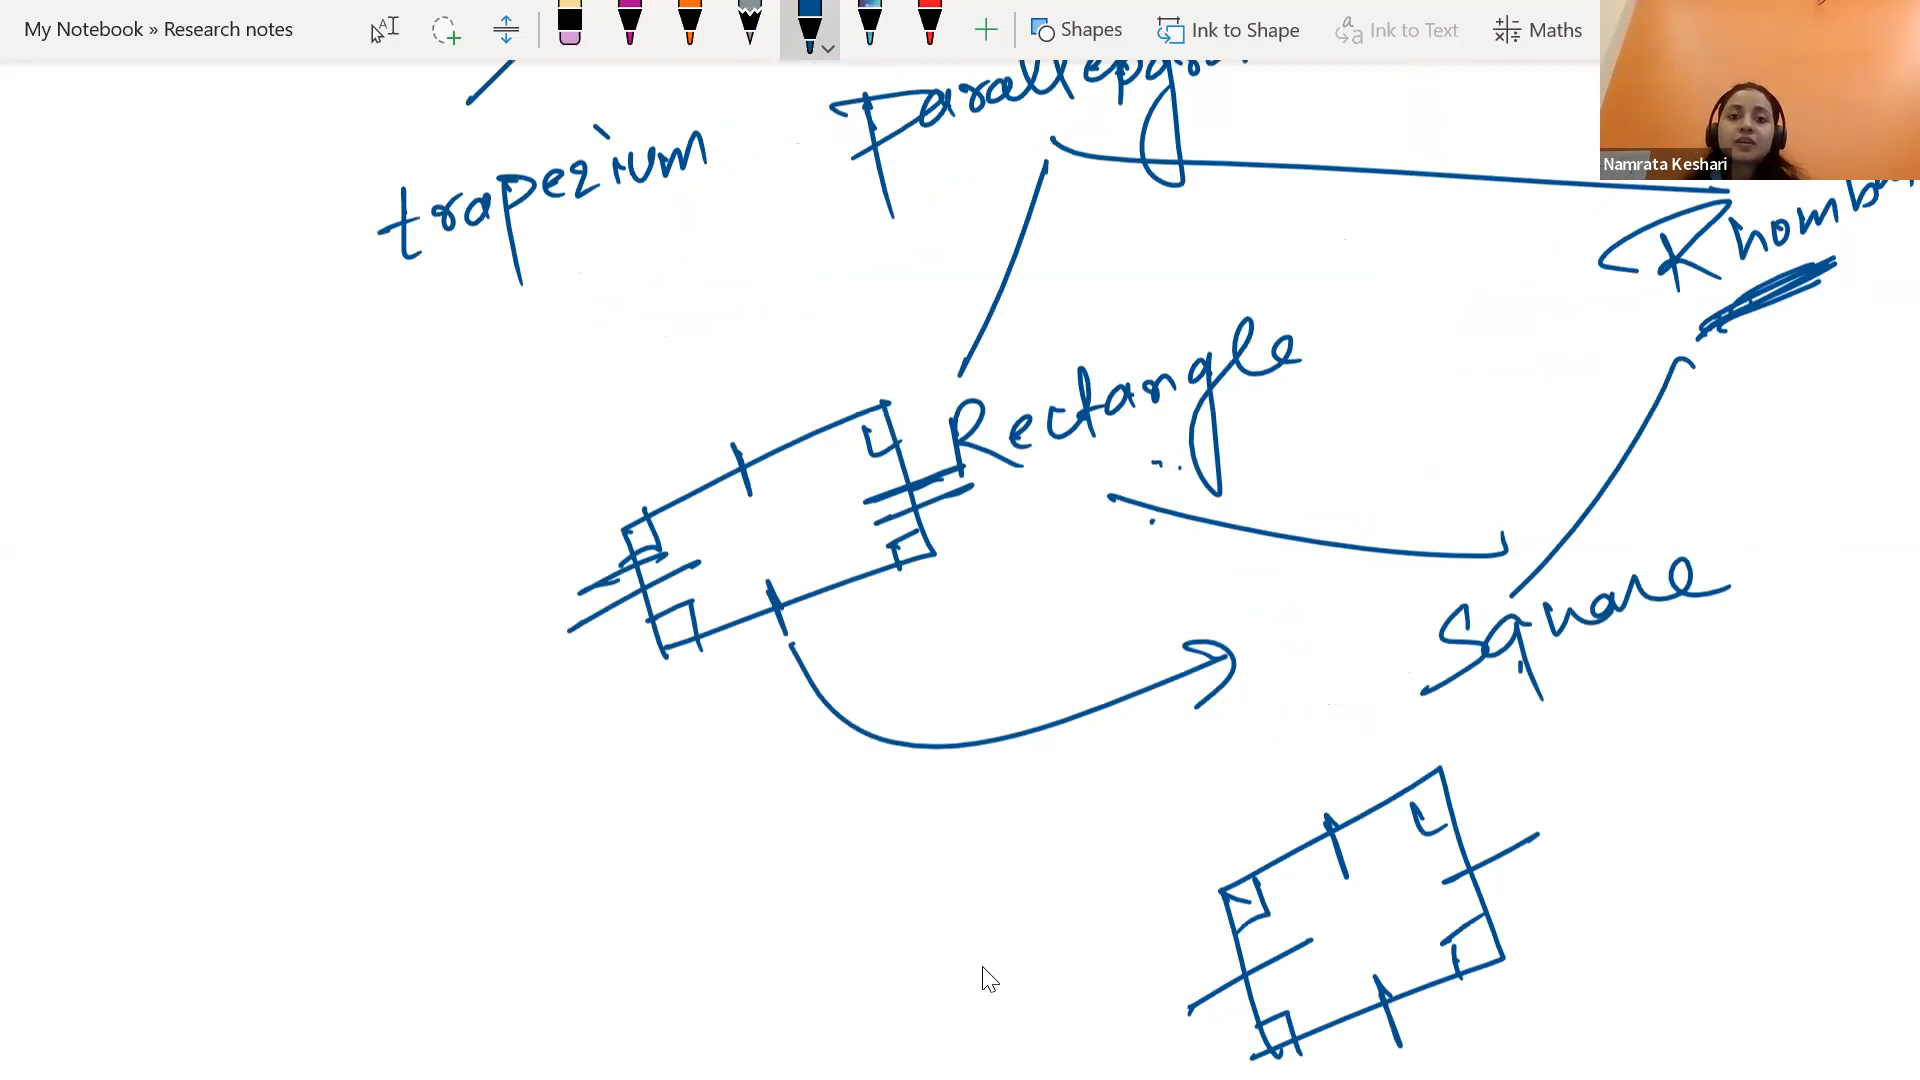 My Notebook » Research notes
Shapes
Ink to Shape
Ink to Text
Maths
Namrata Keshari
trapezium
Rectangle
Square